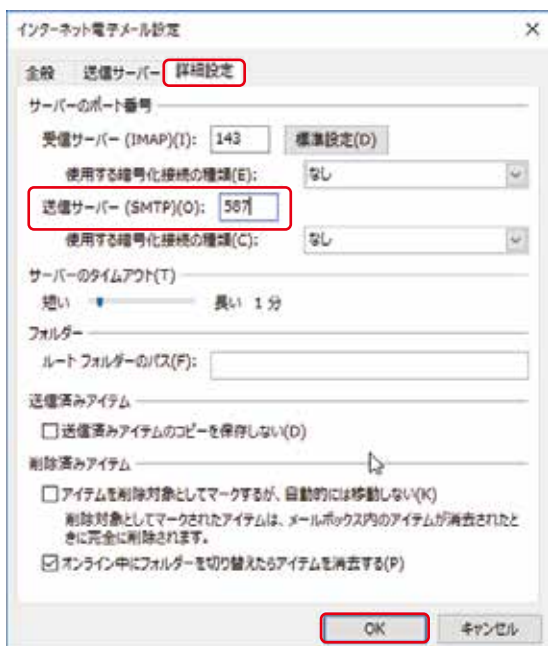 インターネット電子メール設定
全般 送信サーバー 詳細設定
サーバーのポート番号
受信サーバー (IMAP)(I): 143 標準設定(D)
使用する暗号化接続の種類(E): なし
送信サーバー (SMTP)(O): 587
使用する暗号化接続の種類(C): なし
サーバーのタイムアウト(T)
短い 長い 1 分
フォルダー
ルート フォルダーのパス(F):
送信済みアイテム
送信済みアイテムのコピーを保存しない(D)
削除済みアイテム
アイテムを削除対象としてマークするが、自動的には移動しない(K)
削除対象としてマークされたアイテムは、メールボックス内のアイテムが消去されたと
きに完全に削除されます。
オンライン中にフォルダーを切り替えたらアイテムを消去する(P)
OK キャンセル